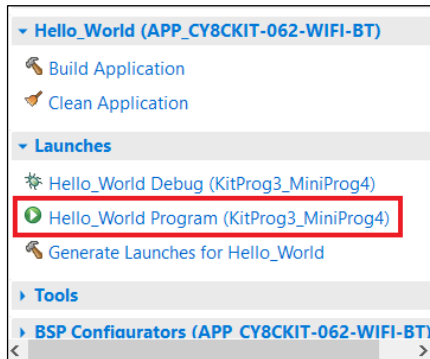 Hello_World (APP_CY8CKIT-062-WIFI-BT)
Build Application
Clean Application
Launches
Hello_World Debug (KitProg3_MiniProg4)
Hello_World Program (KitProg3_MiniProg4)
Generate Launches for Hello_World
Tools
BSP Configurators (APP_CY8CKIT-062-WIFI-BT)